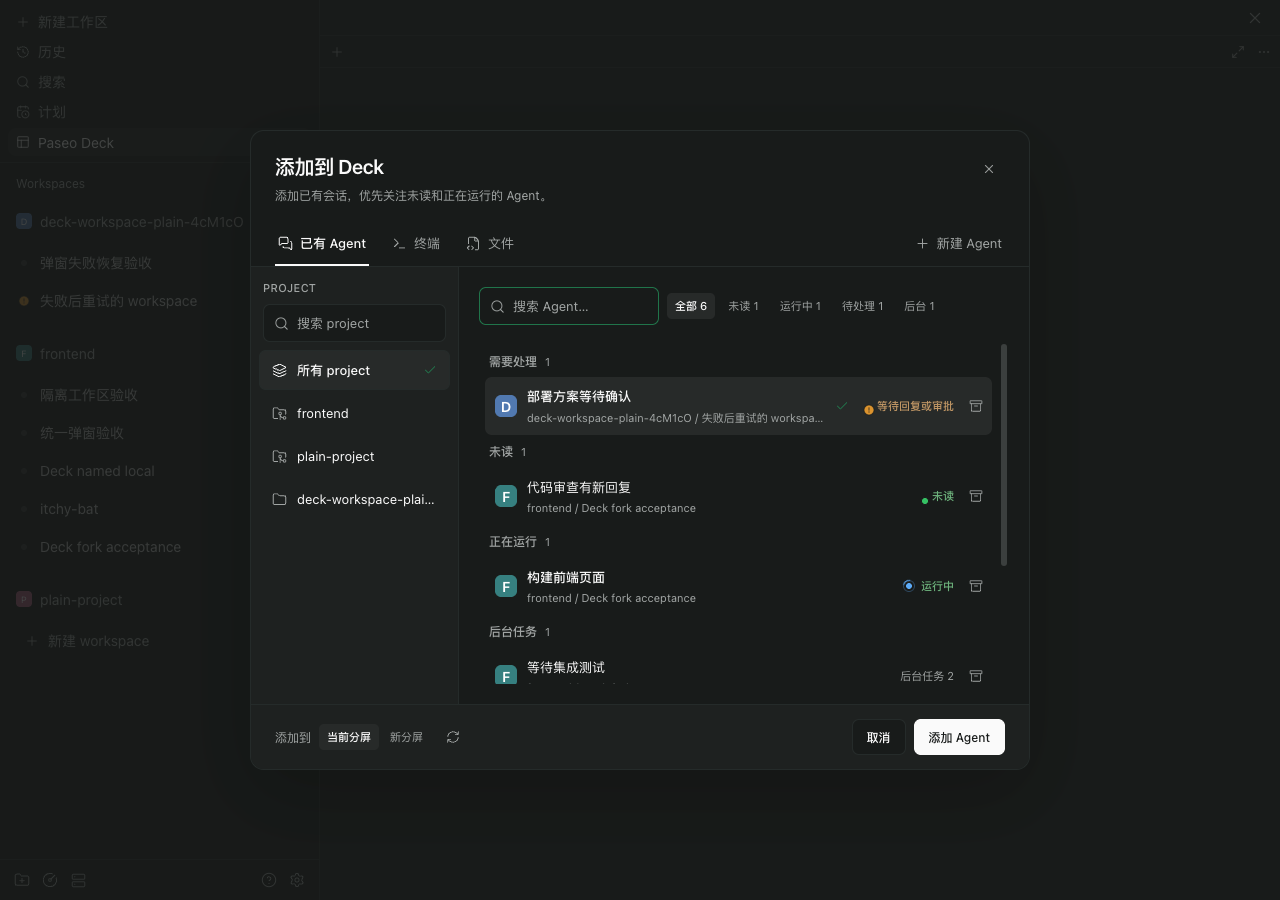 新建工作区
历史
搜索
计划
Paseo Deck
Workspaces
D deck-workspace-plain-4cM1cO
弹窗失败恢复验收
失败后重试的 workspace
F frontend
隔离工作区验收
统一弹窗验收
Deck named local
itchy-bat
Deck fork acceptance
P plain-project
新建 workspace
添加到 Deck
添加已有会话，优先关注未读和正在运行的 Agent。
已有 Agent
终端
文件
新建 Agent
PROJECT
搜索 project
所有 project
frontend
plain-project
deck-workspace-plai...
搜索 Agent...
全部 6
未读 1
运行中 1
待处理 1
后台 1
需要处理 1
D
部署方案等待确认
deck-workspace-plain-4cM1cO / 失败后重试的 workspa...
等待回复或审批
未读 1
F
代码审查有新回复
frontend / Deck fork acceptance
未读
正在运行 1
F
构建前端页面
frontend / Deck fork acceptance
运行中
后台任务 1
F
等待集成测试
后台任务 2
添加到
当前分屏
新分屏
取消
添加 Agent